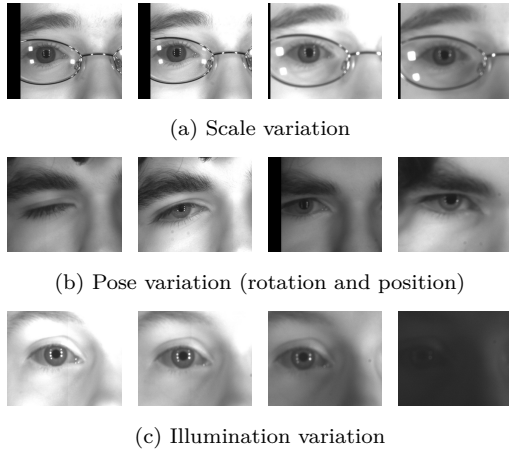 (a) Scale variation
(b) Pose variation (rotation and position)
(c) Illumination variation